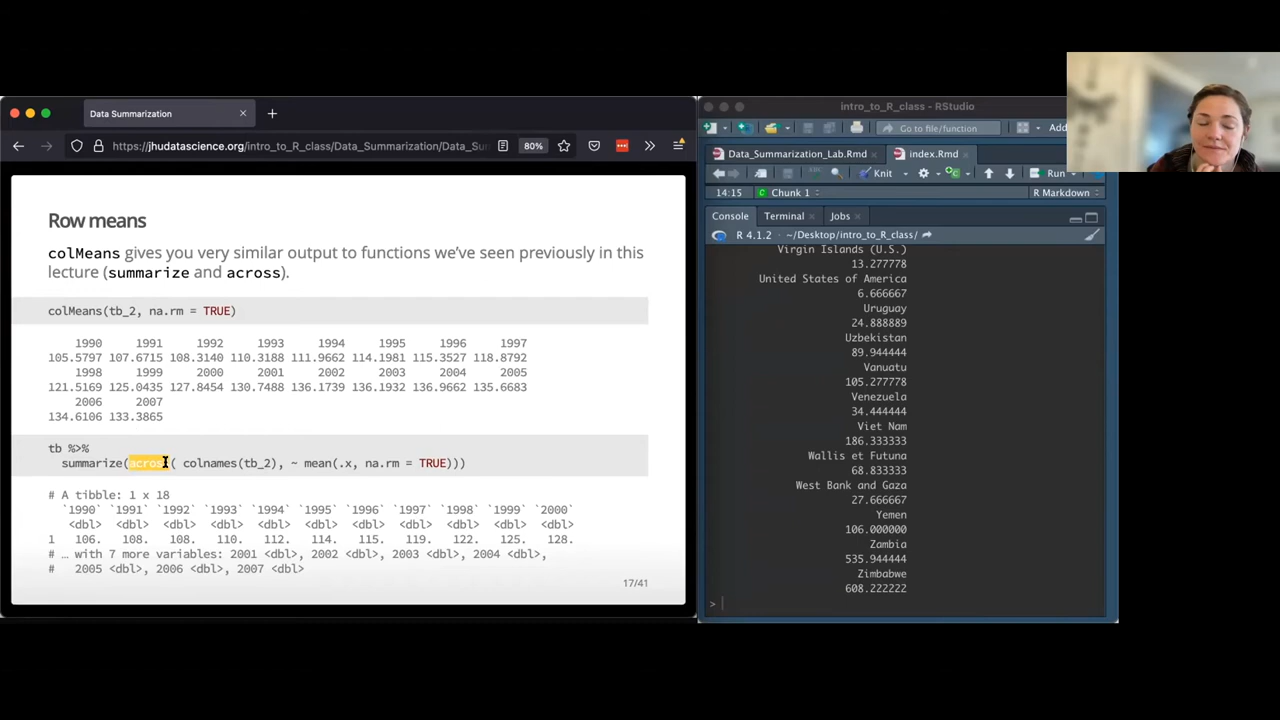 Data Summarization
https://jhudatascience.org/intro_to_R_class/Data_Summarization/Data_Su
80%
Row means
colMeans gives you very similar output to functions we've seen previously in this
lecture (summarize and across).
colMeans(tb_2, na.rm = TRUE)
1990 1991 1992 1993 1994 1995 1996 1997
105.5797 107.6715 108.3140 110.3188 111.9662 114.1981 115.3527 118.8792
1998 1999 2000 2001 2002 2003 2004 2005
121.5169 125.0435 127.8454 130.7488 136.1739 136.1932 136.9662 135.6683
2006 2007
134.6106 133.3865
tb %>%
summarize(across( colnames(tb_2), ~ mean(.x, na.rm = TRUE)))
# A tibble: 1 x 18
`1990` `1991` `1992` `1993` `1994` `1995` `1996` `1997` `1998` `1999` `2000`
<dbl> <dbl> <dbl> <dbl> <dbl> <dbl> <dbl> <dbl> <dbl> <dbl> <dbl>
1 106. 108. 108. 110. 112. 114. 115. 119. 122. 125. 128.
# … with 7 more variables: 2001 <dbl>, 2002 <dbl>, 2003 <dbl>, 2004 <dbl>,
# 2005 <dbl>, 2006 <dbl>, 2007 <dbl>
17/41
intro_to_R_class - RStudio
Go to file/function
Add
Data_Summarization_Lab.Rmd
index.Rmd
Knit
Run
14:15
Chunk 1
R Markdown
Console Terminal Jobs
R 4.1.2 · ~/Desktop/intro_to_R_class/
Virgin Islands (U.S.)
13.277778
United States of America
6.666667
Uruguay
24.888889
Uzbekistan
89.944444
Vanuatu
105.277778
Venezuela
34.444444
Viet Nam
186.333333
Wallis et Futuna
68.833333
West Bank and Gaza
27.666667
Yemen
106.000000
Zambia
535.944444
Zimbabwe
608.222222
>